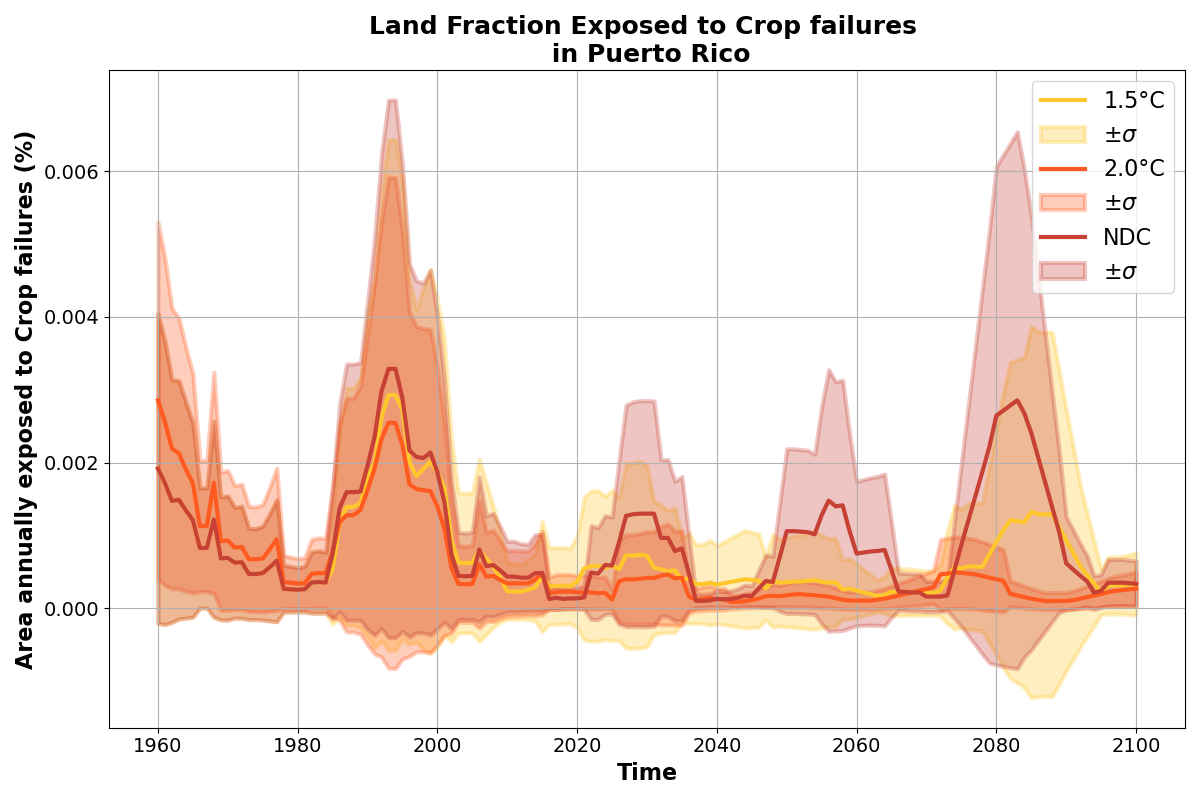 Land Fraction Exposed to Crop failures
in Puerto Rico
Area annually exposed to Crop failures (%)
0.006
0.004
0.002
0.000
1.5°C
±σ
2.0°C
±σ
NDC
±σ
1960 1980 2000 2020 2040 2060 2080 2100
Time